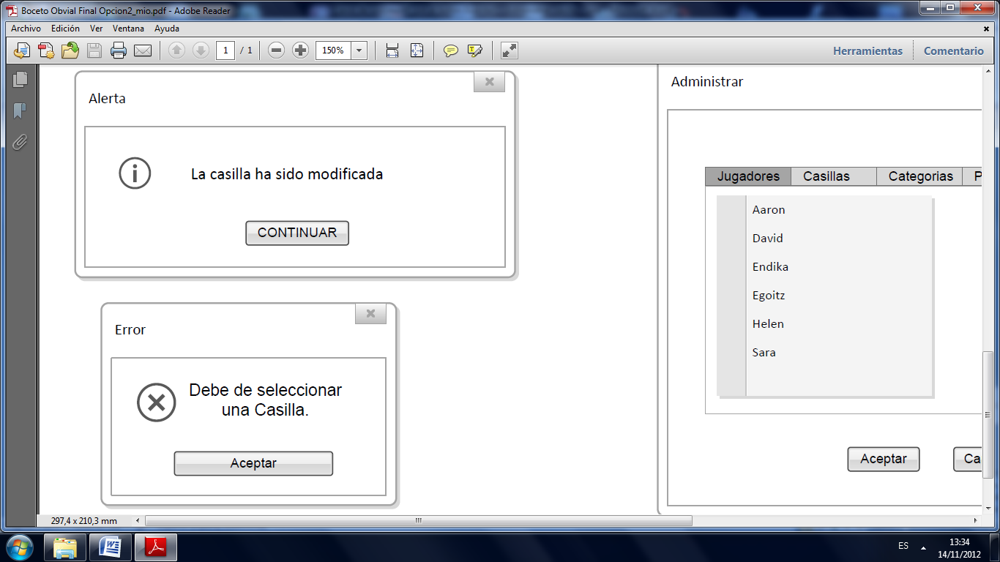 Boceto Obvial Final Opcion2_mio.pdf - Adobe Reader
Archivo Edición Ver Ventana Ayuda
1 / 1 150% Herramientas Comentario
Alerta
La casilla ha sido modificada
CONTINUAR
Error
Debe de seleccionar
una Casilla.
Aceptar
Administrar
Jugadores Casillas Categorias P
Aaron
David
Endika
Egoitz
Helen
Sara
Aceptar Ca
297,4 x 210,3 mm
ES 13:34
14/11/2012